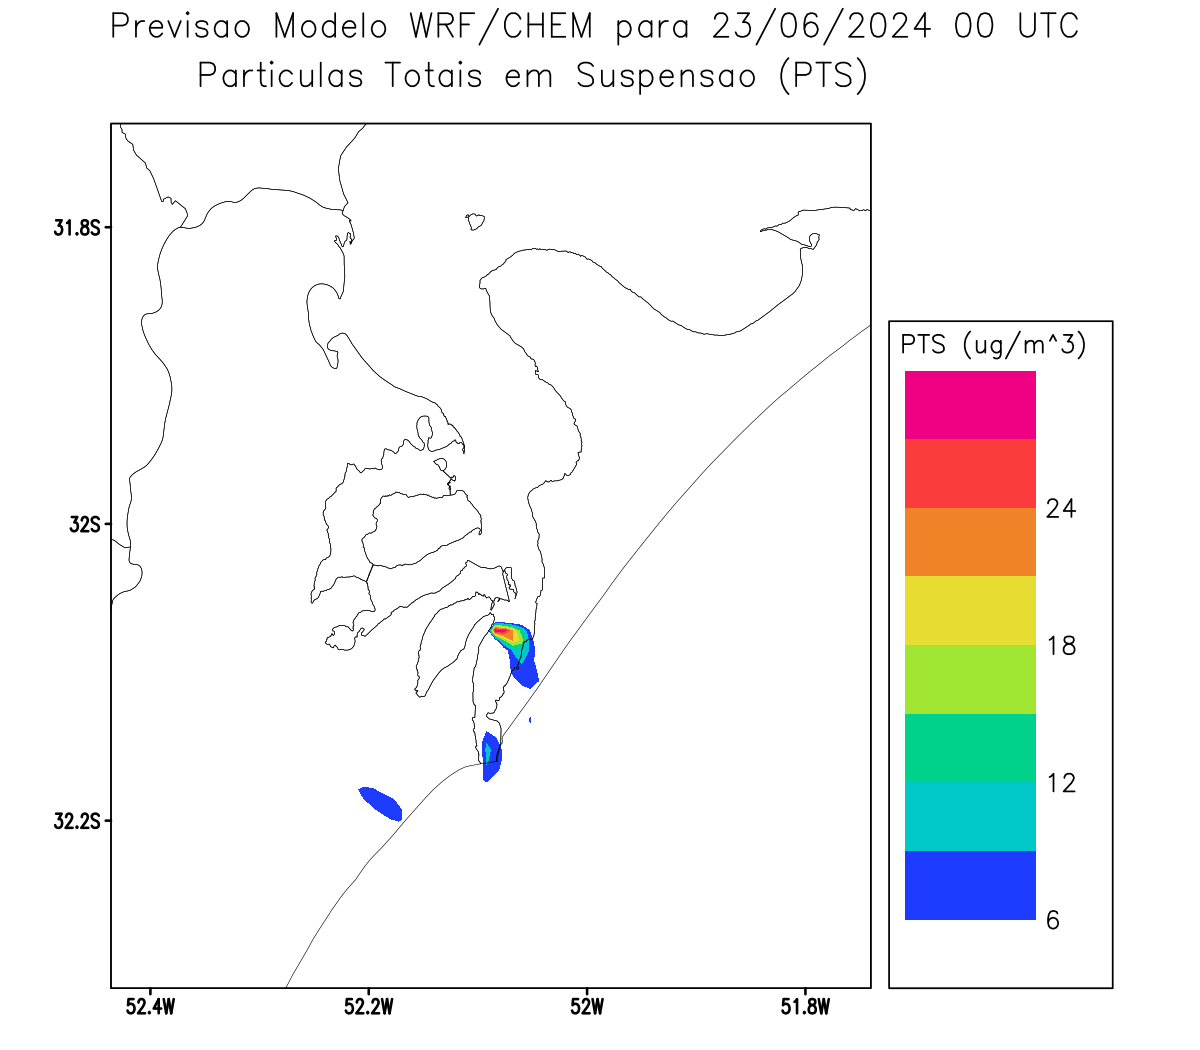 Previsao Modelo WRF/CHEM para 23/06/2024 00 UTC
Particulas Totais em Suspensao (PTS)
31.8S
32S
32.2S
52.4W
52.2W
52W
51.8W
PTS (ug/m^3)
24
18
12
6